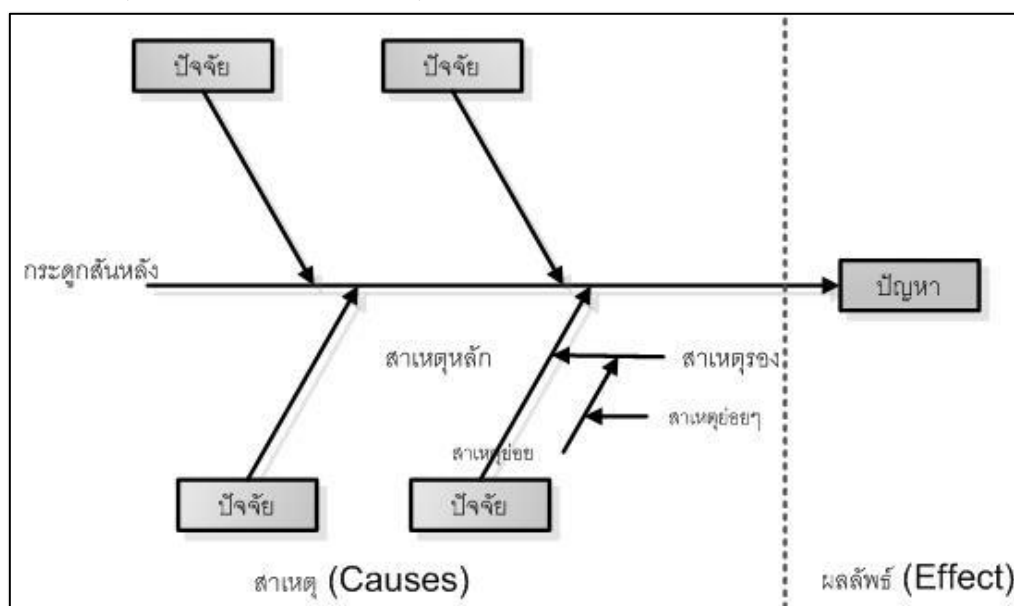 ปัจจัย
ปัจจัย
กระดูกสันหลัง
ปัญหา
สาเหตุหลัก
สาเหตุรอง
สาเหตุย่อยๆ
สาเหตุย่อย
ปัจจัย
ปัจจัย
สาเหตุ (Causes)
ผลลัพธ์ (Effect)